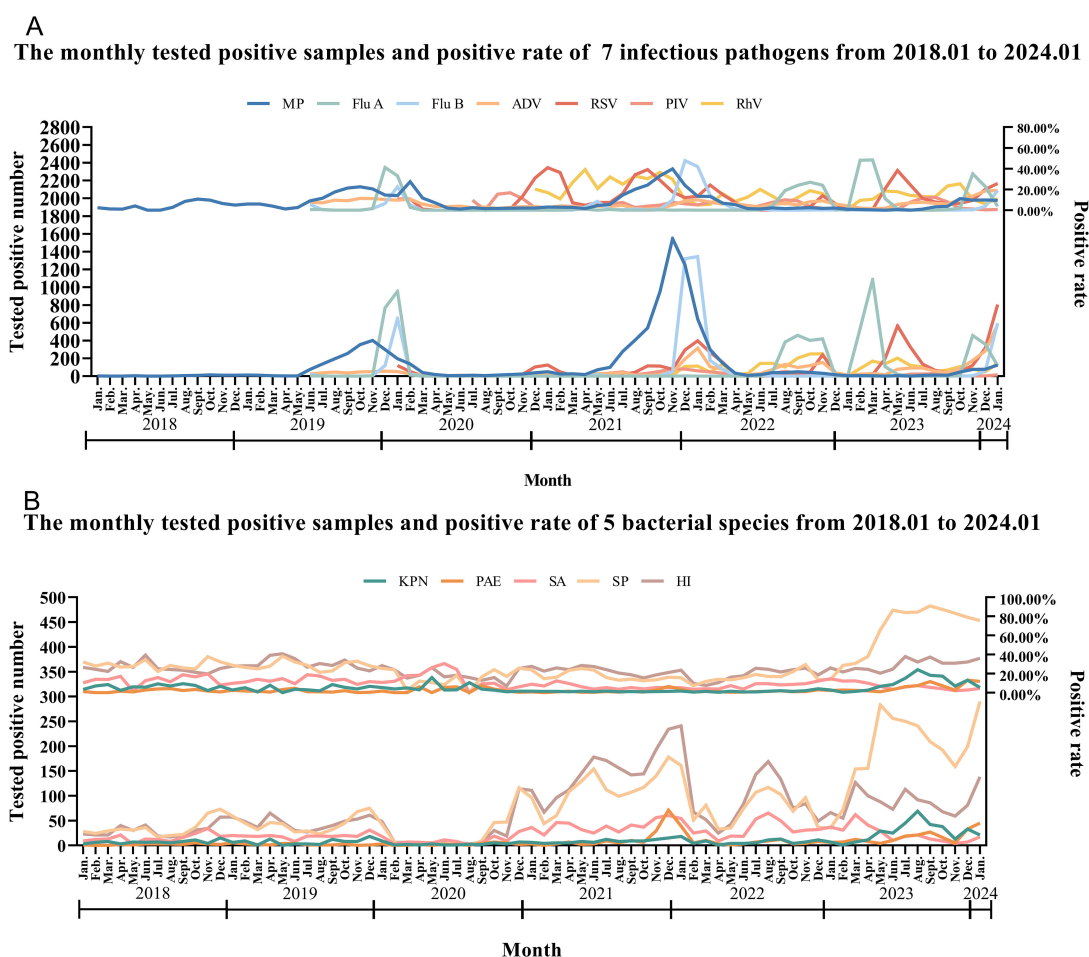 A
The monthly tested positive samples and positive rate of 7 infectious pathogens from 2018.01 to 2024.01
MP Flu A Flu B ADV RSV PIV RhV
Tested positive number
2800
2600
2400
2200
2000
1800
1600
1400
1200
1000
800
600
400
200
0
80.00%
60.00%
40.00%
20.00%
0.00%
Positive rate
Jan. Feb. Mar. Apr. May. Jun. Jul. Aug. Sept. Oct. Nov. Dec. Jan. Feb. Mar. Apr. May. Jun. Jul. Aug. Sept. Oct. Nov. Dec. Jan. Feb. Mar. Apr. May. Jun. Jul. Aug. Sept. Oct. Nov. Dec. Jan. Feb. Mar. Apr. May. Jun. Jul. Aug. Sept. Oct. Nov. Dec. Jan. Feb. Mar. Apr. May. Jun. Jul. Aug. Sept. Oct. Nov. Dec. Jan. Feb. Mar. Apr. May. Jun. Jul. Aug. Sept. Oct. Nov. Dec. Jan.
2018 2019 2020 2021 2022 2023 2024
Month
B
The monthly tested positive samples and positive rate of 5 bacterial species from 2018.01 to 2024.01
KPN PAE SA SP HI
Tested positive number
500
450
400
350
300
250
200
150
100
50
0
100.00%
80.00%
60.00%
40.00%
20.00%
0.00%
Positive rate
Jan. Feb. Mar. Apr. May. Jun. Jul. Aug. Sept. Oct. Nov. Dec. Jan. Feb. Mar. Apr. May. Jun. Jul. Aug. Sept. Oct. Nov. Dec. Jan. Feb. Mar. Apr. May. Jun. Jul. Aug. Sept. Oct. Nov. Dec. Jan. Feb. Mar. Apr. May. Jun. Jul. Aug. Sept. Oct. Nov. Dec. Jan. Feb. Mar. Apr. May. Jun. Jul. Aug. Sept. Oct. Nov. Dec. Jan. Feb. Mar. Apr. May. Jun. Jul. Aug. Sept. Oct. Nov. Dec. Jan.
2018 2019 2020 2021 2022 2023 2024
Month